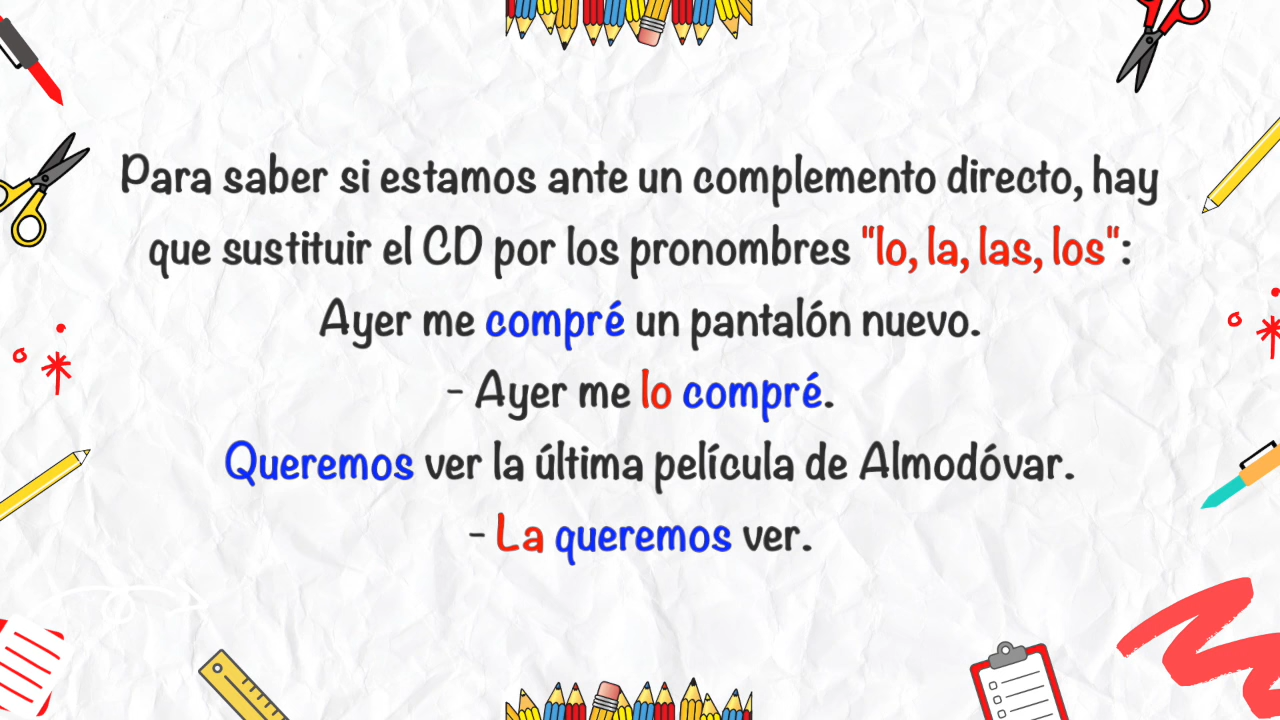 Para saber si estamos ante un complemento directo, hay
que sustituir el CD por los pronombres "lo, la, las, los":
Ayer me compré un pantalón nuevo.
- Ayer me lo compré.
Queremos ver la última película de Almodóvar.
- La queremos ver.